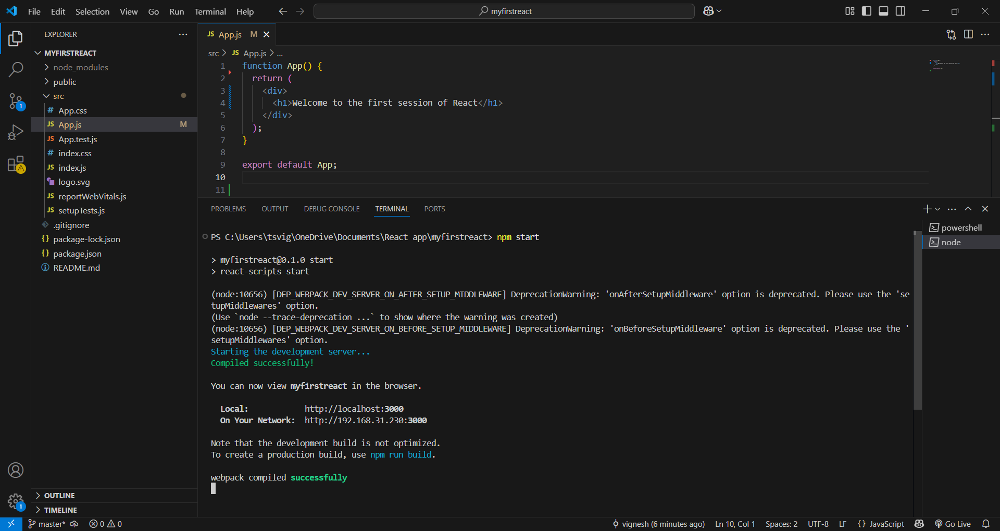 File Edit Selection View Go Run Terminal Help
myfirstreact
EXPLORER
MYFIRSTREACT
node_modules
public
src
# App.css
JS App.js M
JS App.test.js
# index.css
JS index.js
logo.svg
JS reportWebVitals.js
JS setupTests.js
.gitignore
{} package-lock.json
{} package.json
README.md
OUTLINE
TIMELINE
JS App.js M
src > JS App.js > ...
1 function App() {
2 return (
3 <div>
4 <h1>Welcome to the first session of React</h1>
5 </div>
6 );
7 }
8
9 export default App;
10
11
PROBLEMS OUTPUT DEBUG CONSOLE TERMINAL PORTS
powershell
node
PS C:\Users\tsvig\OneDrive\Documents\React app\myfirstreact> npm start
> myfirstreact@0.1.0 start
> react-scripts start
(node:10656) [DEP_WEBPACK_DEV_SERVER_ON_AFTER_SETUP_MIDDLEWARE] DeprecationWarning: 'onAfterSetupMiddleware' option is deprecated. Please use the 'se
tupMiddlewares' option.
(Use `node --trace-deprecation ...` to show where the warning was created)
(node:10656) [DEP_WEBPACK_DEV_SERVER_ON_BEFORE_SETUP_MIDDLEWARE] DeprecationWarning: 'onBeforeSetupMiddleware' option is deprecated. Please use the '
setupMiddlewares' option.
Starting the development server...
Compiled successfully!
You can now view myfirstreact in the browser.
Local: http://localhost:3000
On Your Network: http://192.168.31.230:3000
Note that the development build is not optimized.
To create a production build, use npm run build.
webpack compiled successfully
1
1
master* 0 0 vignesh (6 minutes ago) Ln 10, Col 1 Spaces: 2 UTF-8 LF {} JavaScript Go Live